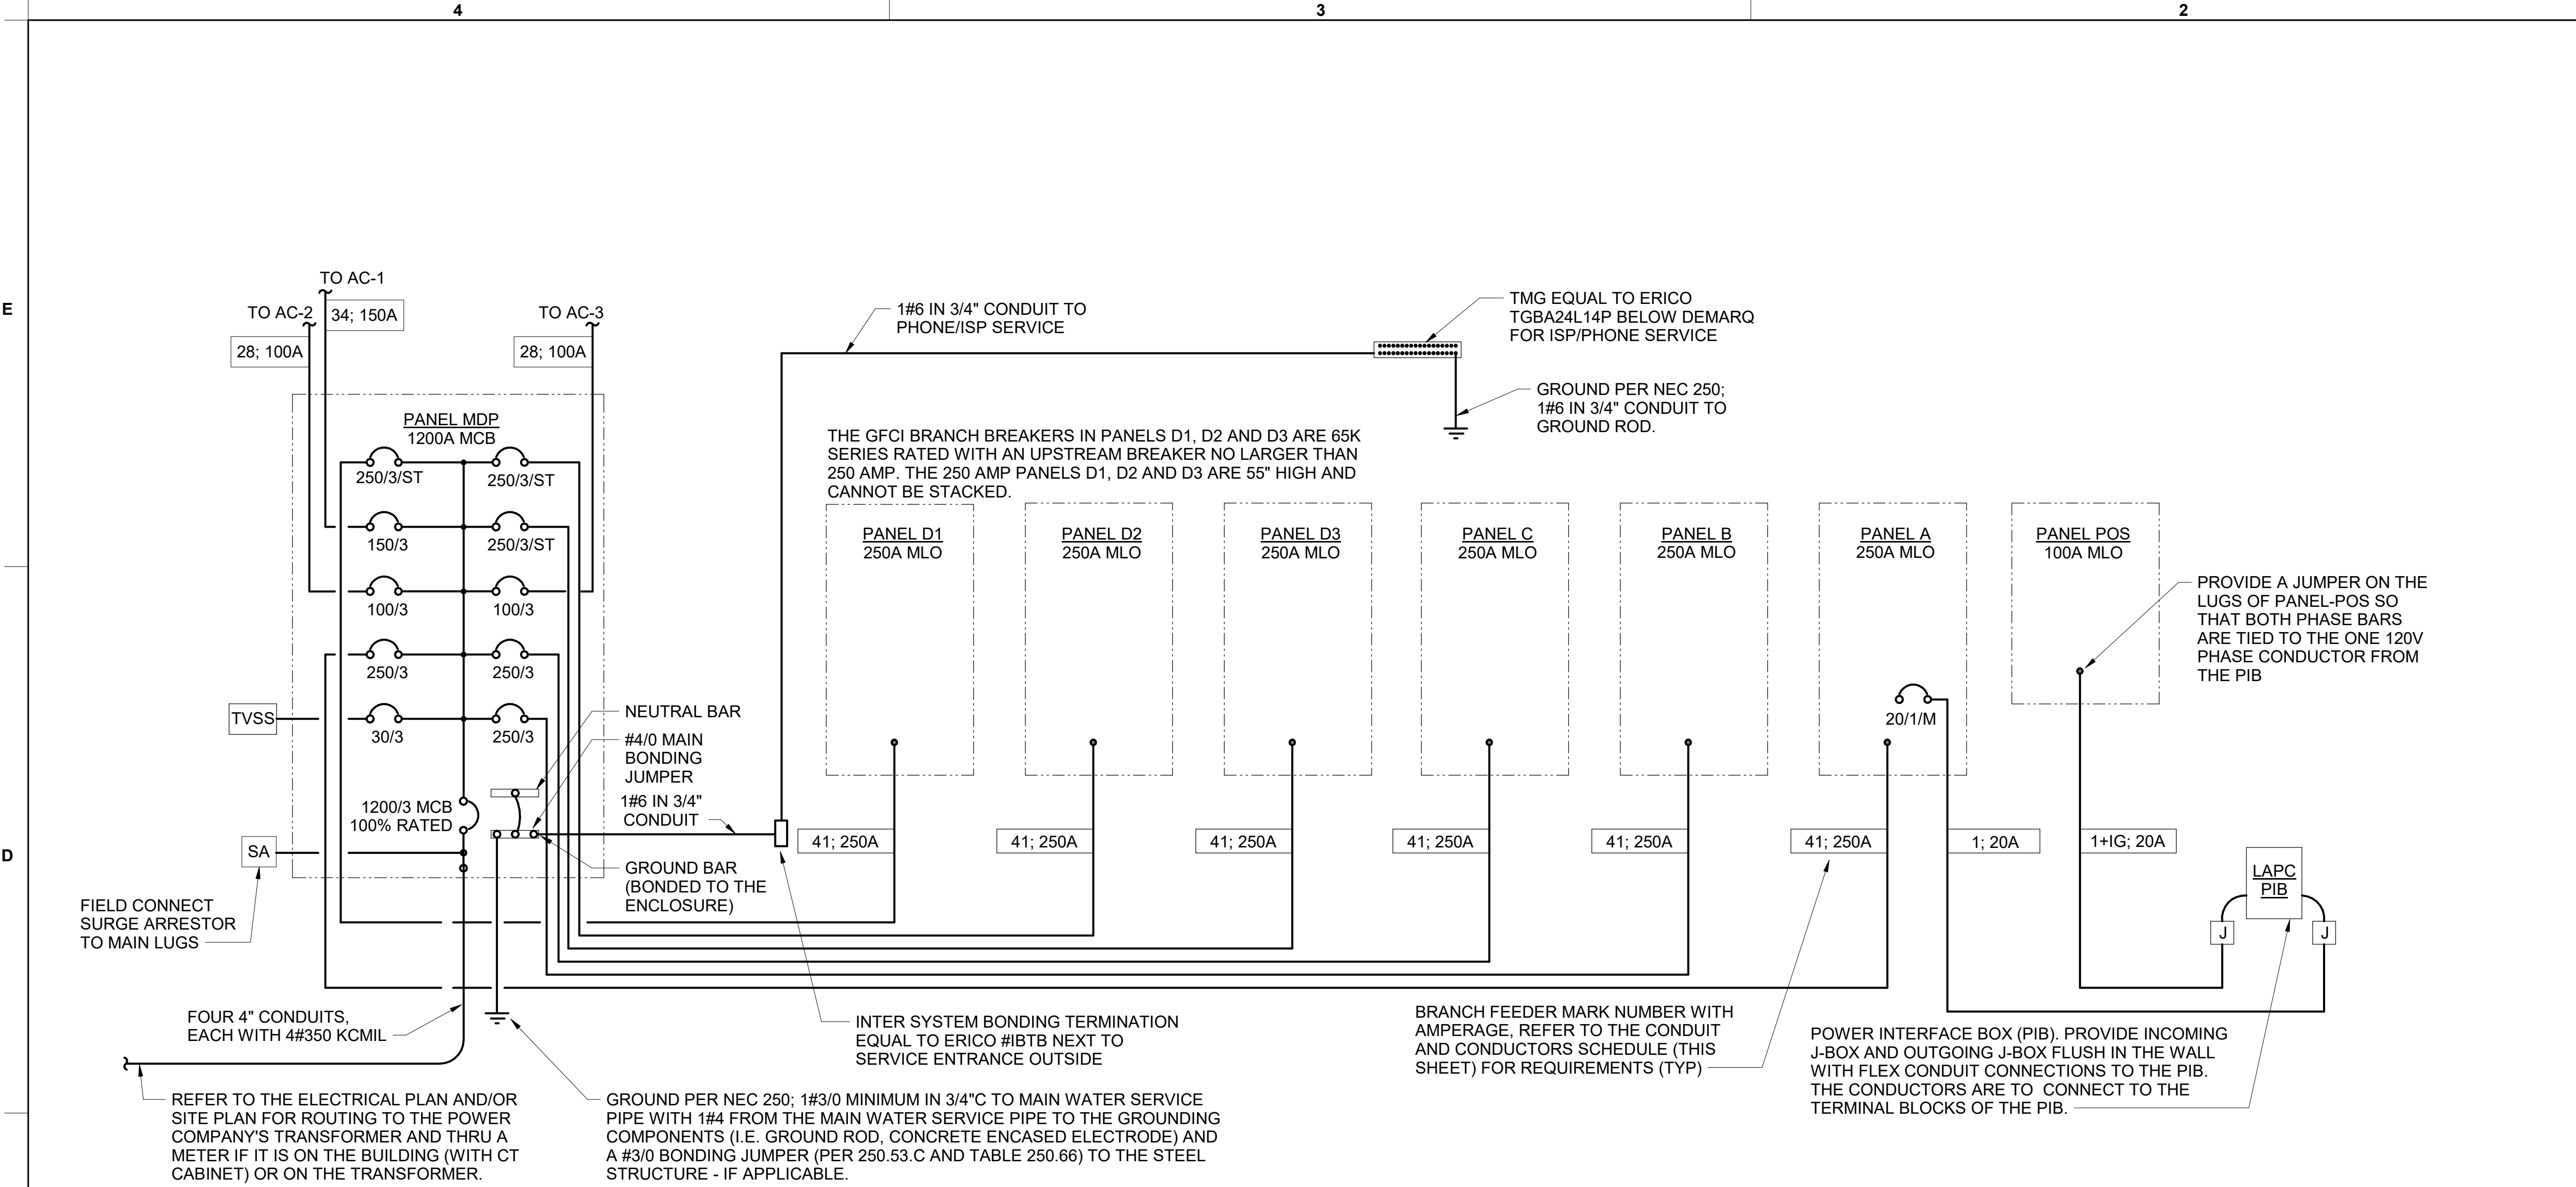 4
3
2
E
D
TO AC-1
34; 150A
TO AC-2
28; 100A
TO AC-3
28; 100A
PANEL MDP
1200A MCB
250/3/ST
250/3/ST
150/3
250/3/ST
100/3
100/3
250/3
250/3
30/3
250/3
TVSS
1200/3 MCB
100% RATED
SA
FIELD CONNECT
SURGE ARRESTOR
TO MAIN LUGS
NEUTRAL BAR
#4/0 MAIN
BONDING
JUMPER
1#6 IN 3/4"
CONDUIT
GROUND BAR
(BONDED TO THE
ENCLOSURE)
FOUR 4" CONDUITS,
EACH WITH 4#350 KCMIL
REFER TO THE ELECTRICAL PLAN AND/OR
SITE PLAN FOR ROUTING TO THE POWER
COMPANY'S TRANSFORMER AND THRU A
METER IF IT IS ON THE BUILDING (WITH CT
CABINET) OR ON THE TRANSFORMER.
GROUND PER NEC 250; 1#3/0 MINIMUM IN 3/4"C TO MAIN WATER SERVICE
PIPE WITH 1#4 FROM THE MAIN WATER SERVICE PIPE TO THE GROUNDING
COMPONENTS (I.E. GROUND ROD, CONCRETE ENCASED ELECTRODE) AND
A #3/0 BONDING JUMPER (PER 250.53.C AND TABLE 250.66) TO THE STEEL
STRUCTURE - IF APPLICABLE.
1#6 IN 3/4" CONDUIT TO
PHONE/ISP SERVICE
TMG EQUAL TO ERICO
TGBA24L14P BELOW DEMARQ
FOR ISP/PHONE SERVICE
GROUND PER NEC 250;
1#6 IN 3/4" CONDUIT TO
GROUND ROD.
THE GFCI BRANCH BREAKERS IN PANELS D1, D2 AND D3 ARE 65K
SERIES RATED WITH AN UPSTREAM BREAKER NO LARGER THAN
250 AMP. THE 250 AMP PANELS D1, D2 AND D3 ARE 55" HIGH AND
CANNOT BE STACKED.
PANEL D1
250A MLO
PANEL D2
250A MLO
PANEL D3
250A MLO
PANEL C
250A MLO
PANEL B
250A MLO
PANEL A
250A MLO
PANEL POS
100A MLO
20/1/M
PROVIDE A JUMPER ON THE
LUGS OF PANEL-POS SO
THAT BOTH PHASE BARS
ARE TIED TO THE ONE 120V
PHASE CONDUCTOR FROM
THE PIB
41; 250A
41; 250A
41; 250A
41; 250A
41; 250A
41; 250A
1; 20A
1+IG; 20A
LAPC
PIB
J
J
INTER SYSTEM BONDING TERMINATION
EQUAL TO ERICO #IBTB NEXT TO
SERVICE ENTRANCE OUTSIDE
BRANCH FEEDER MARK NUMBER WITH
AMPERAGE, REFER TO THE CONDUIT
AND CONDUCTORS SCHEDULE (THIS
SHEET) FOR REQUIREMENTS (TYP)
POWER INTERFACE BOX (PIB). PROVIDE INCOMING
J-BOX AND OUTGOING J-BOX FLUSH IN THE WALL
WITH FLEX CONDUIT CONNECTIONS TO THE PIB.
THE CONDUCTORS ARE TO  CONNECT TO THE
TERMINAL BLOCKS OF THE PIB.